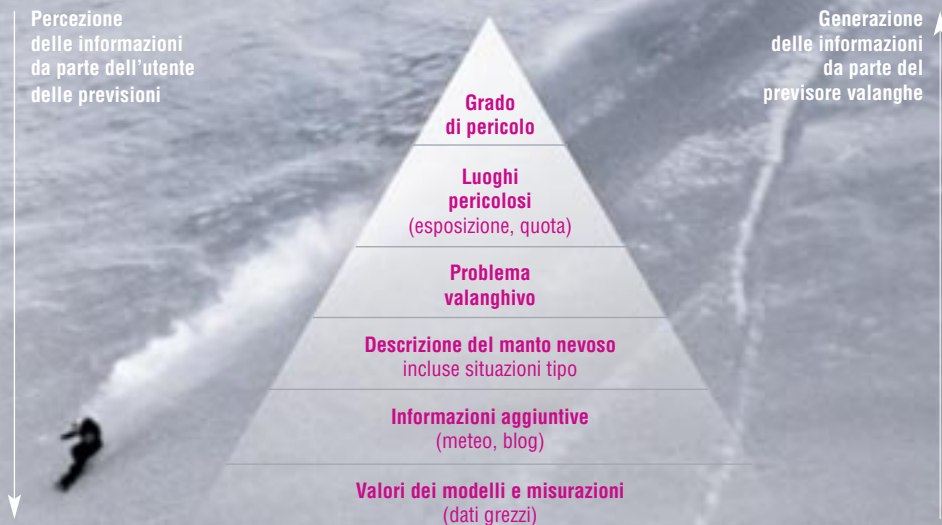 Percezione
delle informazioni
da parte dell'utente
delle previsioni
Generazione
delle informazioni
da parte del
previsore valanghe
Grado
di pericolo
Luoghi
pericolosi
(esposizione, quota)
Problema
valanghivo
Descrizione del manto nevoso
incluse situazioni tipo
Informazioni aggiuntive
(meteo, blog)
Valori dei modelli e misurazioni
(dati grezzi)